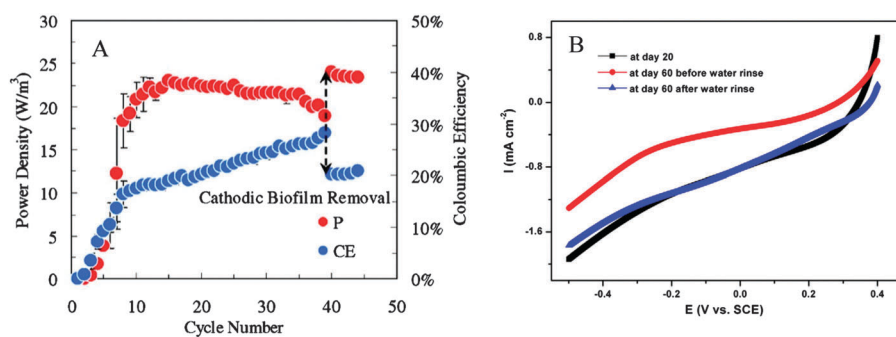 A
Power Density (W/m³)
30
25
20
15
10
5
0
50%
40%
30%
20%
10%
0%
Coloumbic Efficiency
Cathodic Biofilm Removal
P
CE
0 10 20 30 40 50
Cycle Number
B
at day 20
at day 60 before water rinse
at day 60 after water rinse
I (mA cm⁻²)
0.8
0.0
-0.8
-1.6
-0.4 -0.2 0.0 0.2 0.4
E (V vs. SCE)